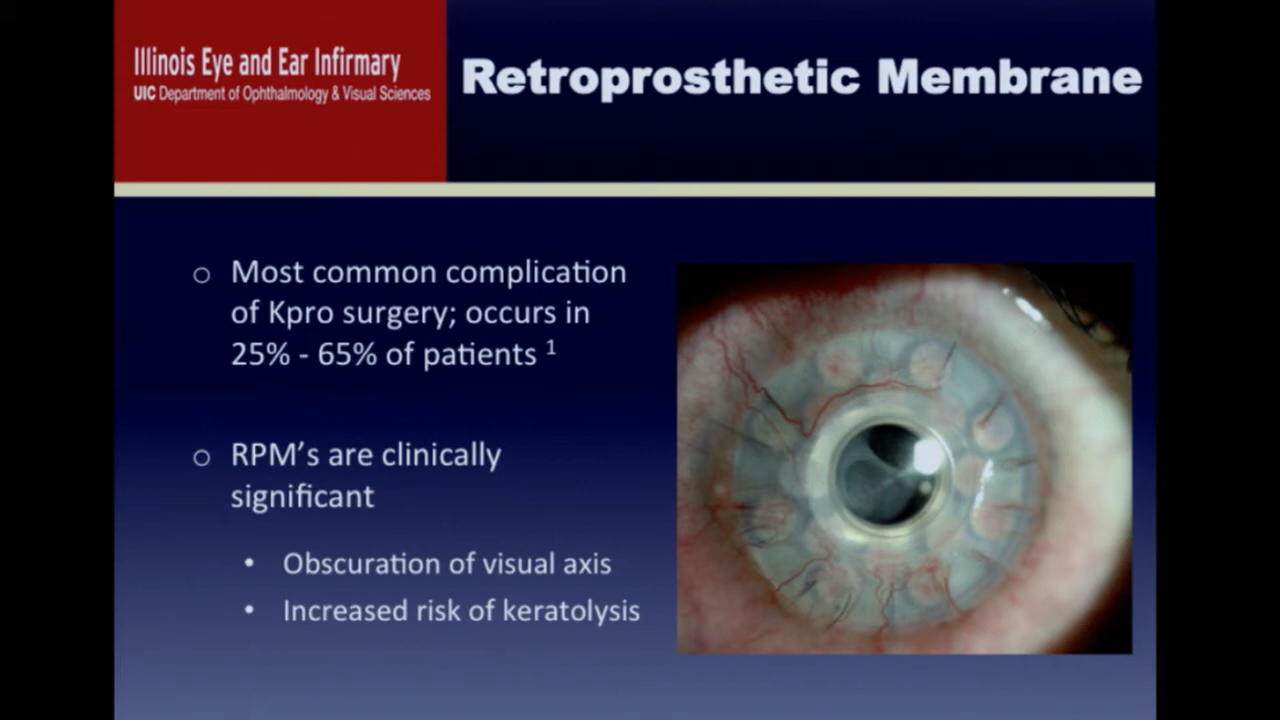 Illinois Eye and Ear Infirmary
UIC Department of Ophthalmology & Visual Sciences
Retroprosthetic Membrane
○ Most common complication
of Kpro surgery; occurs in
25% - 65% of patients ¹
○ RPM’s are clinically
significant
• Obscuration of visual axis
• Increased risk of keratolysis